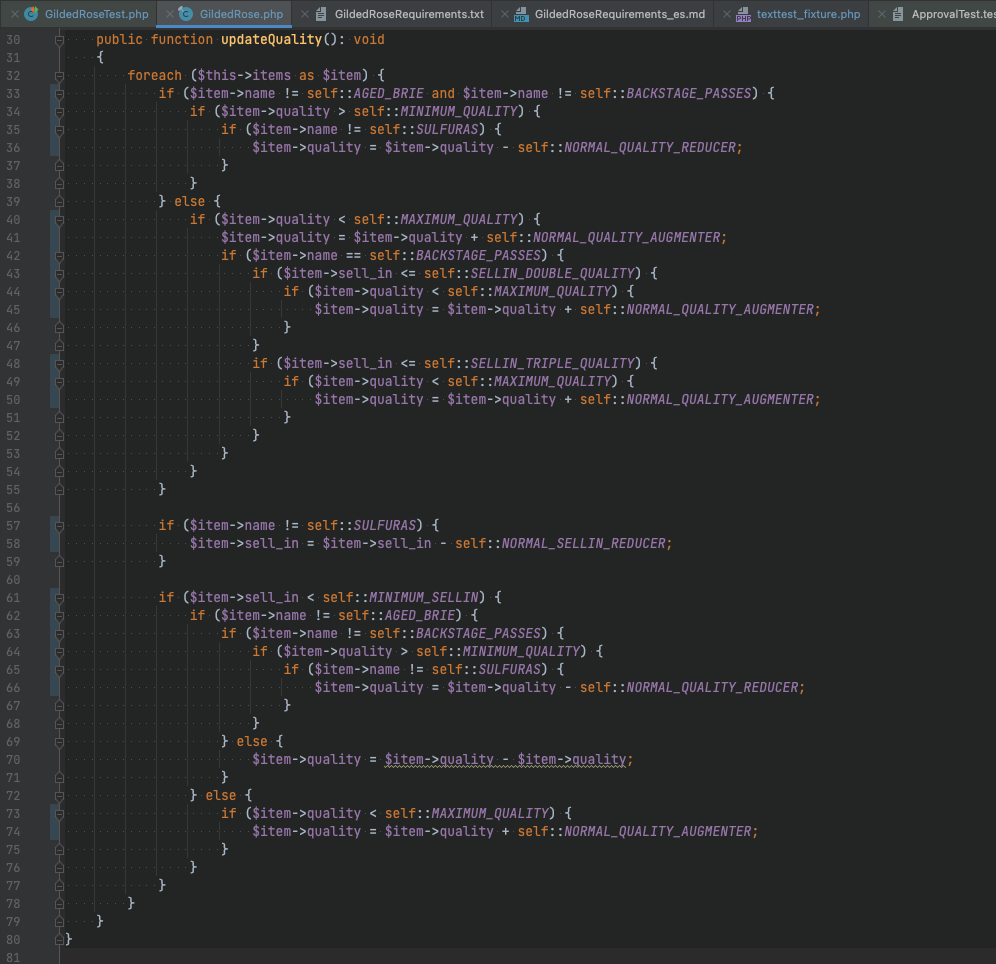 GildedRoseTest.php GildedRose.php GildedRoseRequirements.txt GildedRoseRequirements_es.md texttest_fixture.php ApprovalTest.tes
30 public function updateQuality(): void
31 {
32 foreach ($this->items as $item) {
33 if ($item->name != self::AGED_BRIE and $item->name != self::BACKSTAGE_PASSES) {
34 if ($item->quality > self::MINIMUM_QUALITY) {
35 if ($item->name != self::SULFURAS) {
36 $item->quality = $item->quality - self::NORMAL_QUALITY_REDUCER;
37 }
38 }
39 } else {
40 if ($item->quality < self::MAXIMUM_QUALITY) {
41 $item->quality = $item->quality + self::NORMAL_QUALITY_AUGMENTER;
42 if ($item->name == self::BACKSTAGE_PASSES) {
43 if ($item->sell_in <= self::SELLIN_DOUBLE_QUALITY) {
44 if ($item->quality < self::MAXIMUM_QUALITY) {
45 $item->quality = $item->quality + self::NORMAL_QUALITY_AUGMENTER;
46 }
47 }
48 if ($item->sell_in <= self::SELLIN_TRIPLE_QUALITY) {
49 if ($item->quality < self::MAXIMUM_QUALITY) {
50 $item->quality = $item->quality + self::NORMAL_QUALITY_AUGMENTER;
51 }
52 }
53 }
54 }
55 }
56
57 if ($item->name != self::SULFURAS) {
58 $item->sell_in = $item->sell_in - self::NORMAL_SELLIN_REDUCER;
59 }
60
61 if ($item->sell_in < self::MINIMUM_SELLIN) {
62 if ($item->name != self::AGED_BRIE) {
63 if ($item->name != self::BACKSTAGE_PASSES) {
64 if ($item->quality > self::MINIMUM_QUALITY) {
65 if ($item->name != self::SULFURAS) {
66 $item->quality = $item->quality - self::NORMAL_QUALITY_REDUCER;
67 }
68 }
69 } else {
70 $item->quality = $item->quality - $item->quality;
71 }
72 } else {
73 if ($item->quality < self::MAXIMUM_QUALITY) {
74 $item->quality = $item->quality + self::NORMAL_QUALITY_AUGMENTER;
75 }
76 }
77 }
78 }
79 }
80 }
81